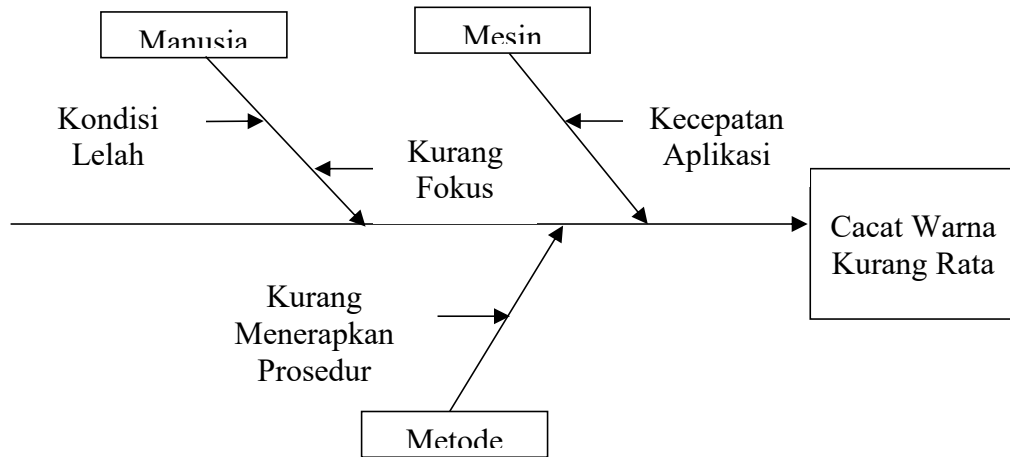 Manusia
Mesin
Kondisi
Lelah
Kurang
Fokus
Kecepatan
Aplikasi
Cacat Warna
Kurang Rata
Kurang
Menerapkan
Prosedur
Metode